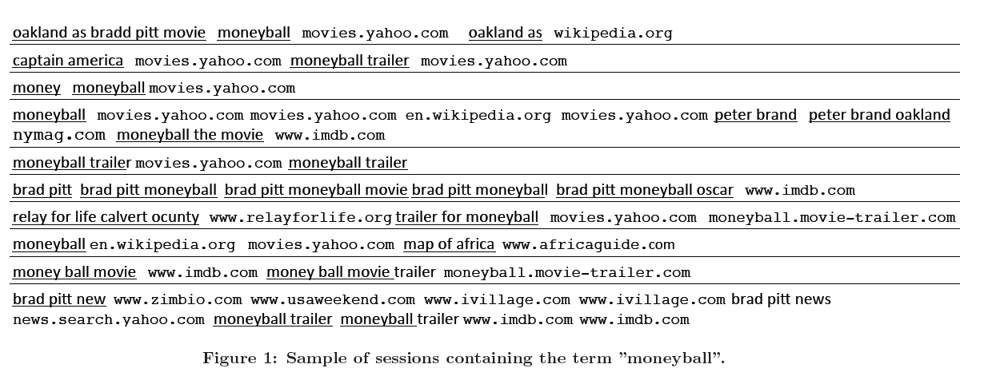 oakland as bradd pitt movie moneyball movies.yahoo.com oakland as wikipedia.org
captain america movies.yahoo.com moneyball trailer movies.yahoo.com
money moneyball movies.yahoo.com
moneyball movies.yahoo.com movies.yahoo.com en.wikipedia.org movies.yahoo.com peter brand peter brand oakland
nymag.com moneyball the movie www.imdb.com
moneyball trailer movies.yahoo.com moneyball trailer
brad pitt brad pitt moneyball brad pitt moneyball movie brad pitt moneyball brad pitt moneyball oscar www.imdb.com
relay for life calvert ocunty www.relayforlife.org trailer for moneyball movies.yahoo.com moneyball.movie-trailer.com
moneyball en.wikipedia.org movies.yahoo.com map of africa www.africaguide.com
money ball movie www.imdb.com money ball movie trailer moneyball.movie-trailer.com
brad pitt new www.zimbio.com www.usaweekend.com www.ivillage.com www.ivillage.com brad pitt news
news.search.yahoo.com moneyball trailer moneyball trailer www.imdb.com www.imdb.com
Figure 1: Sample of sessions containing the term "moneyball".